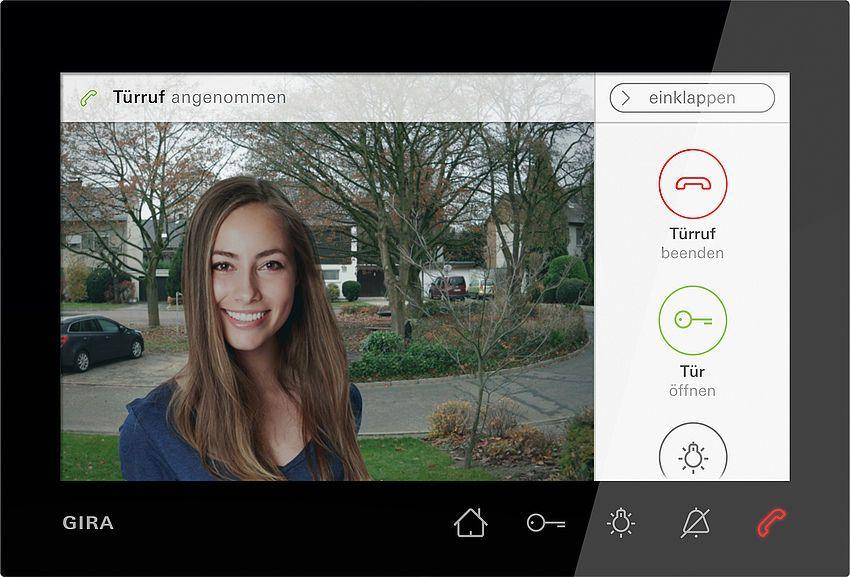 Türruf angenommen
einklappen
Türruf
beenden
Tür
öffnen
GIRA